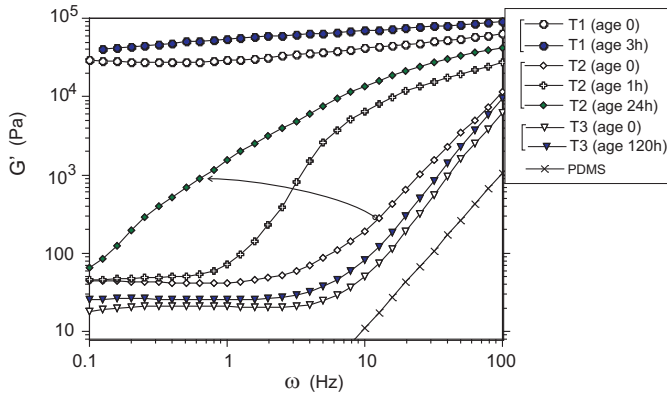 10^5
10^4
10^3
100
10
G' (Pa)
0.1
1
10
100
ω (Hz)
T1 (age 0)
T1 (age 3h)
T2 (age 0)
T2 (age 1h)
T2 (age 24h)
T3 (age 0)
T3 (age 120h)
PDMS